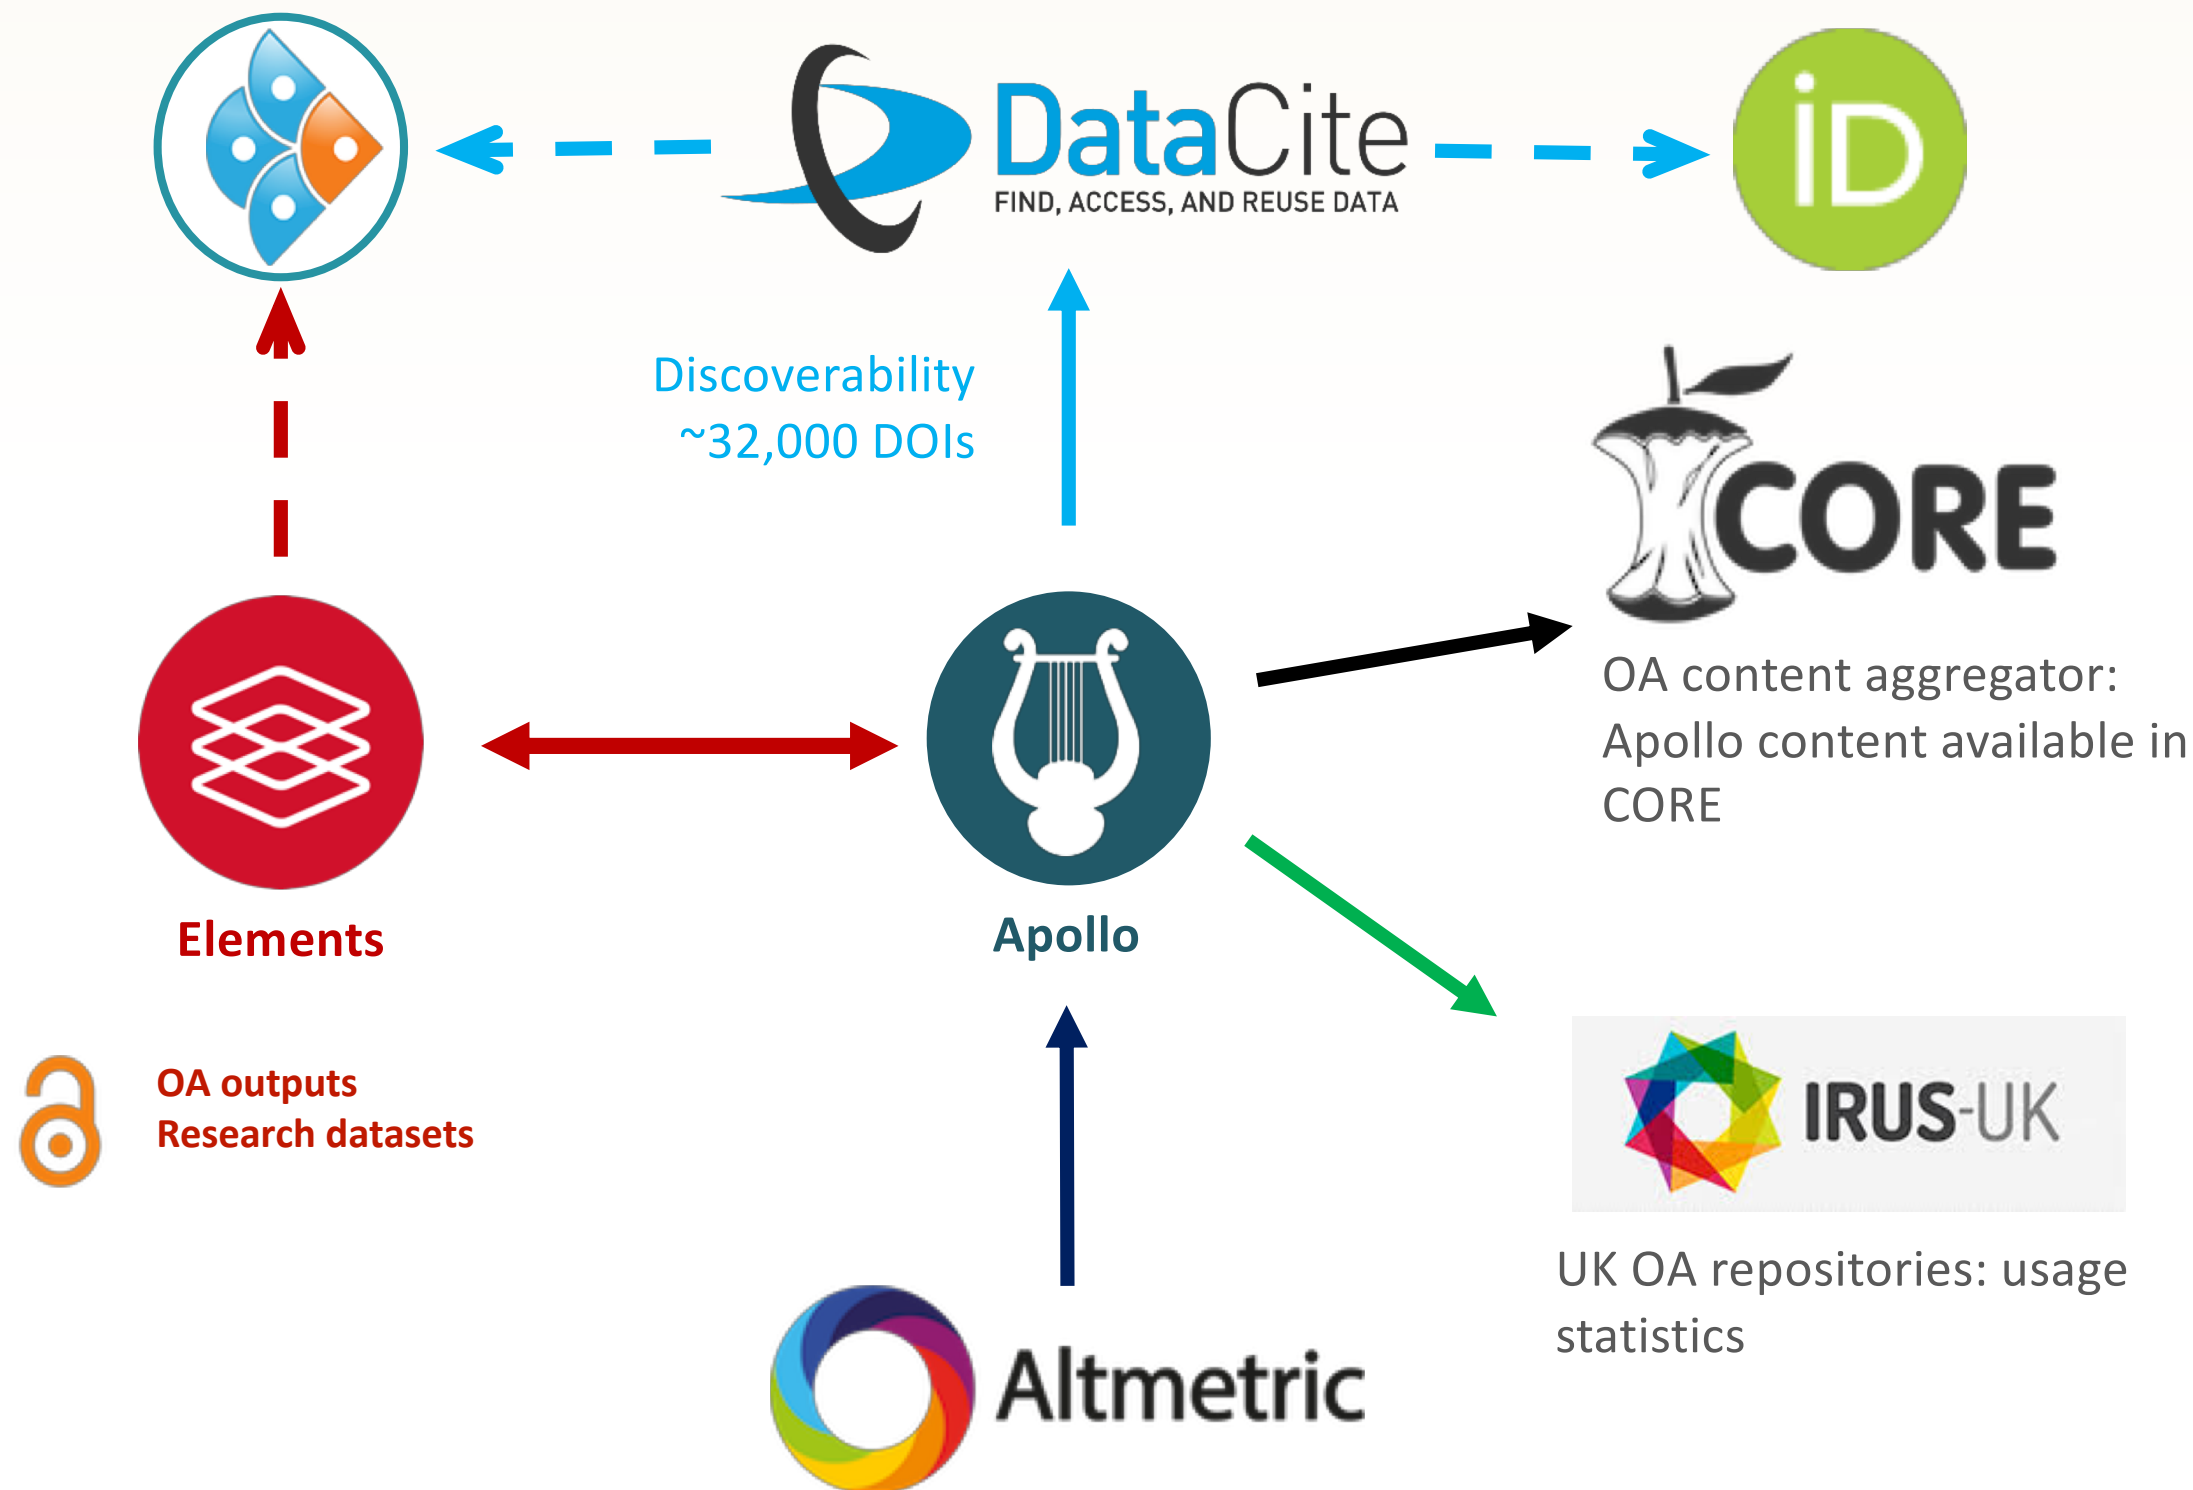 DataCite
FIND, ACCESS, AND REUSE DATA
iD
Discoverability
~32,000 DOIs
CORE
OA content aggregator:
Apollo content available in
CORE
Elements
Apollo
OA outputs
Research datasets
IRUS-UK
UK OA repositories: usage
statistics
Altmetric